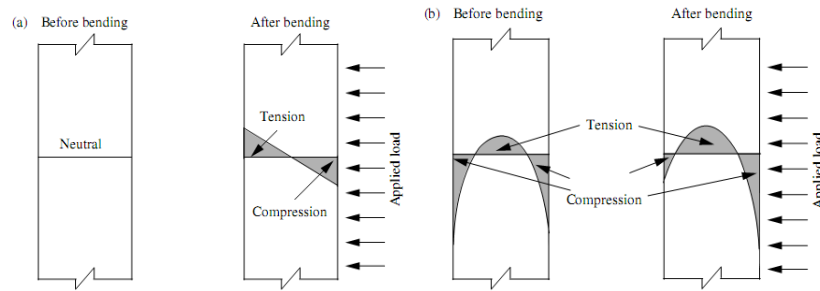 (a) Before bending
After bending
Neutral
Tension
Compression
Applied load
(b) Before bending
After bending
Tension
Compression
Applied load